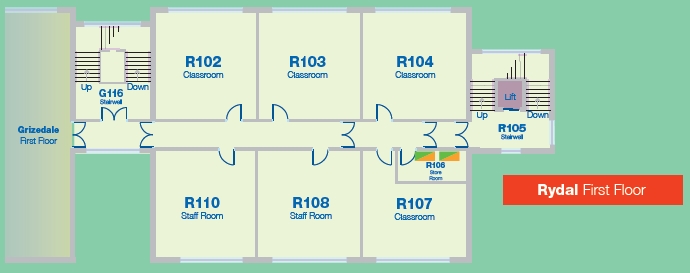 R102
Classroom
R103
Classroom
R104
Classroom
Up
Down
G116
Stairwell
Lift
Up
Down
R105
Stairwell
Grizedale
First Floor
R106
Store
Room
R110
Staff Room
R108
Staff Room
R107
Classroom
Rydal First Floor